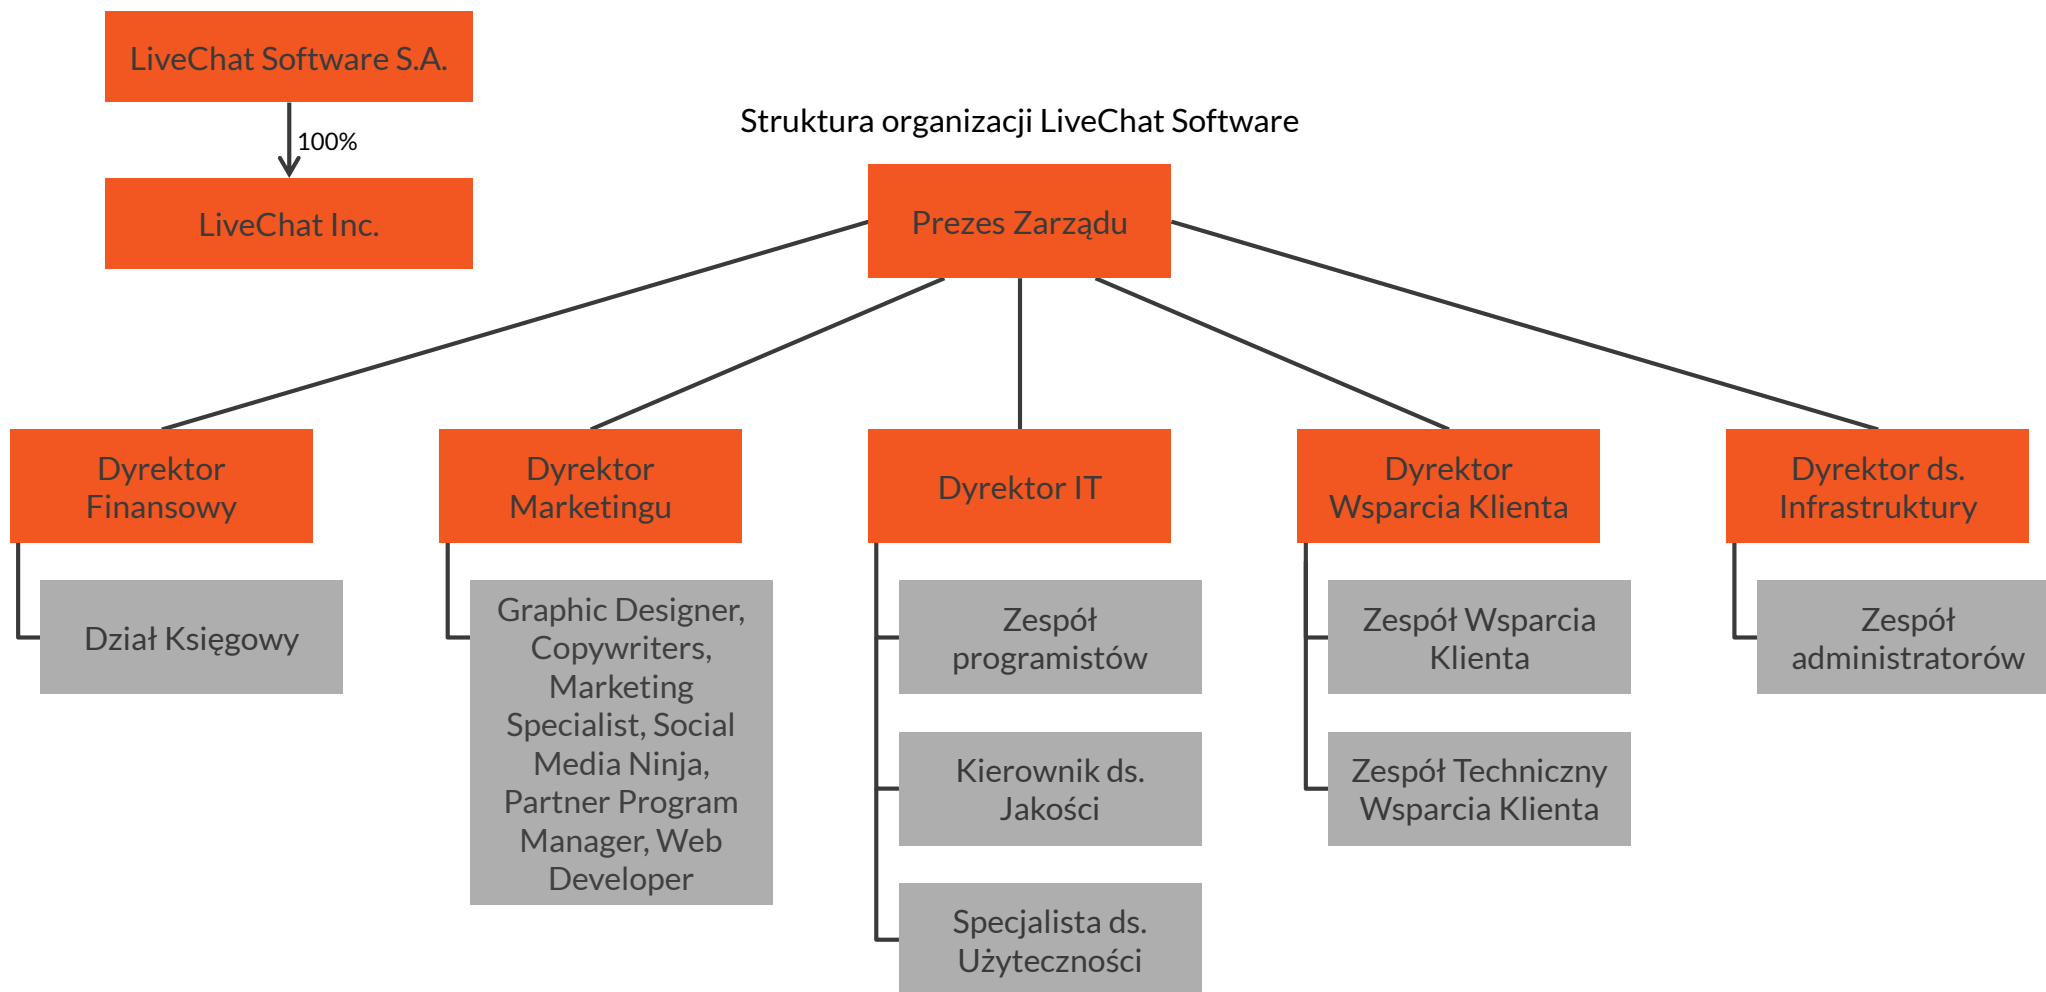 LiveChat Software S.A.
100%
LiveChat Inc.
Struktura organizacji LiveChat Software
Prezes Zarządu
Dyrektor
Finansowy
Dział Księgowy
Dyrektor
Marketingu
Graphic Designer,
Copywriters,
Marketing
Specialist, Social
Media Ninja,
Partner Program
Manager, Web
Developer
Dyrektor IT
Zespół
programistów
Kierownik ds.
Jakości
Specjalista ds.
Użyteczności
Dyrektor
Wsparcia Klienta
Zespół Wsparcia
Klienta
Zespół Techniczny
Wsparcia Klienta
Dyrektor ds.
Infrastruktury
Zespół
administratorów